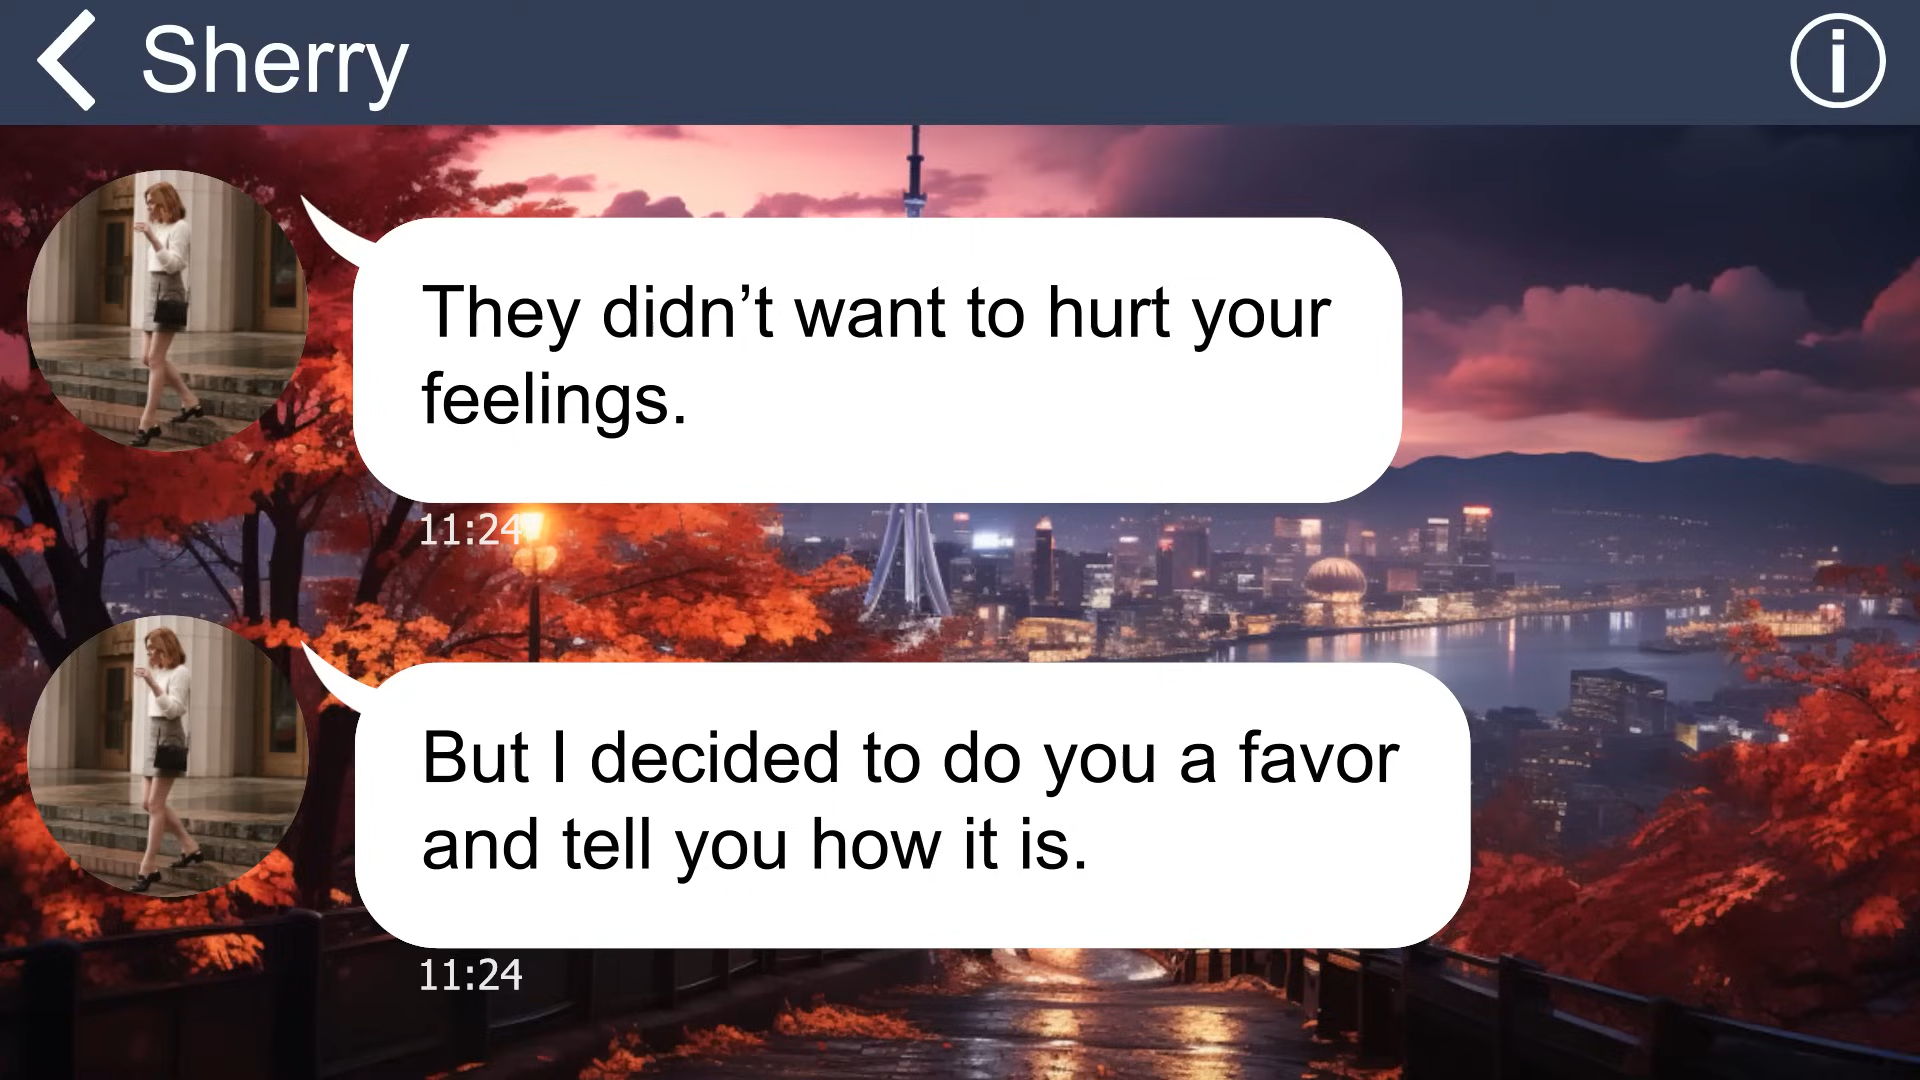 Sherry
They didn’t want to hurt your
feelings.
11:24
But I decided to do you a favor
and tell you how it is.
11:24